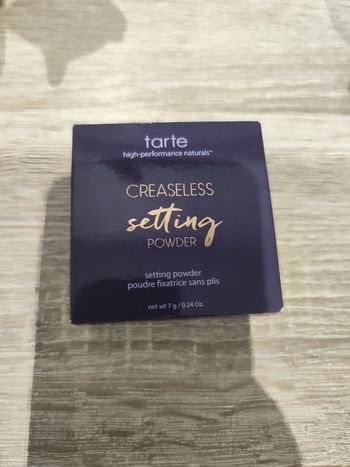 tarte
high-performance naturals™
CREASELESS
setting
POWDER
setting powder
poudre fixatrice sans plis
net wt 7 g / 0.24 Oz.